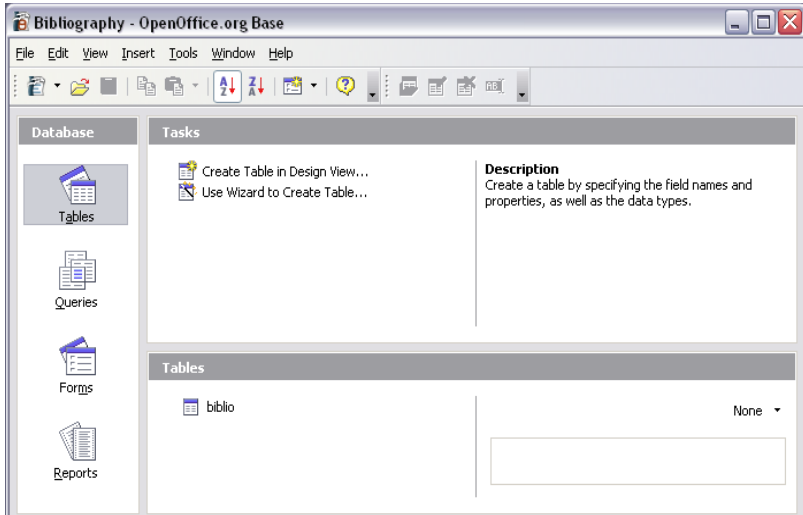 Bibliography - OpenOffice.org Base
File Edit View Insert Tools Window Help
Database
Tables
Queries
Forms
Reports
Tasks
Create Table in Design View...
Use Wizard to Create Table...
Description
Create a table by specifying the field names and
properties, as well as the data types.
Tables
biblio
None